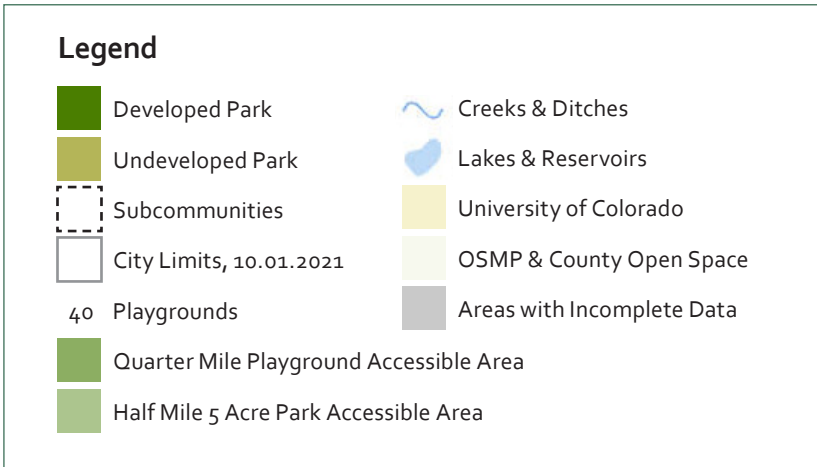 Legend
Developed Park
Undeveloped Park
Subcommunities
City Limits, 10.01.2021
40 Playgrounds
Quarter Mile Playground Accessible Area
Half Mile 5 Acre Park Accessible Area
Creeks & Ditches
Lakes & Reservoirs
University of Colorado
OSMP & County Open Space
Areas with Incomplete Data